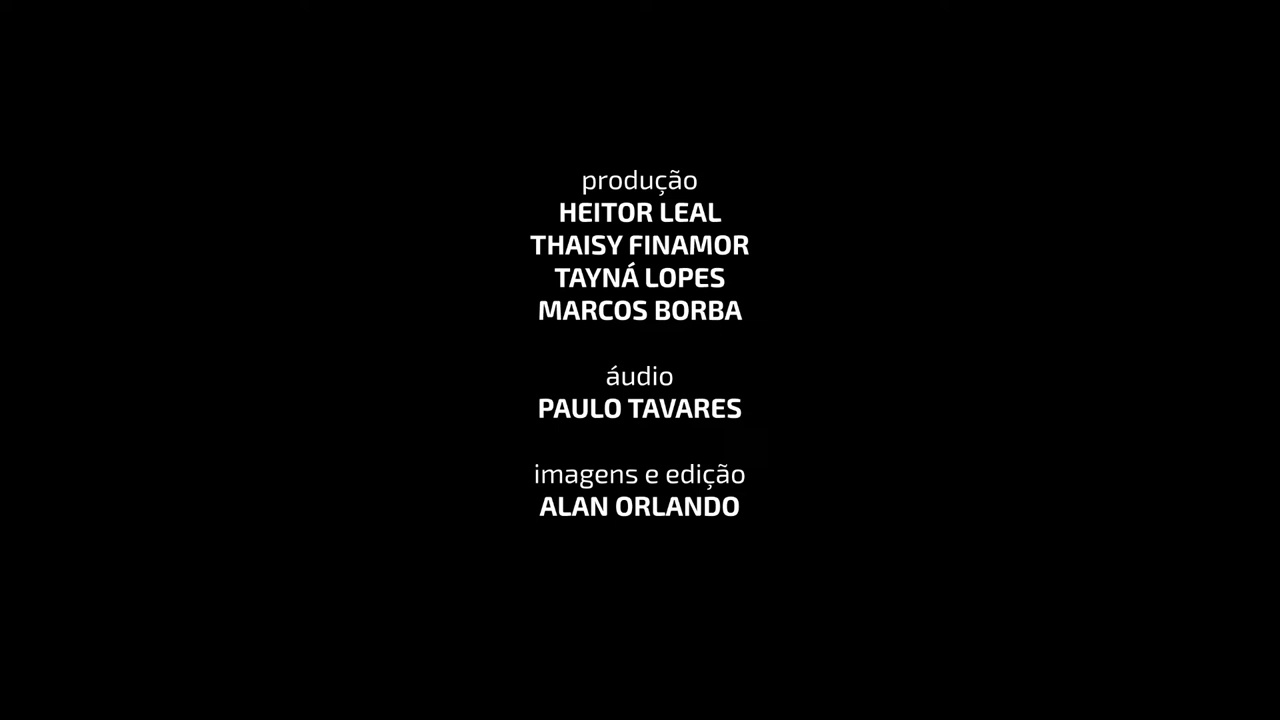 produção
HEITOR LEAL
THAISY FINAMOR
TAYNÁ LOPES
MARCOS BORBA
áudio
PAULO TAVARES
imagens e edição
ALAN ORLANDO